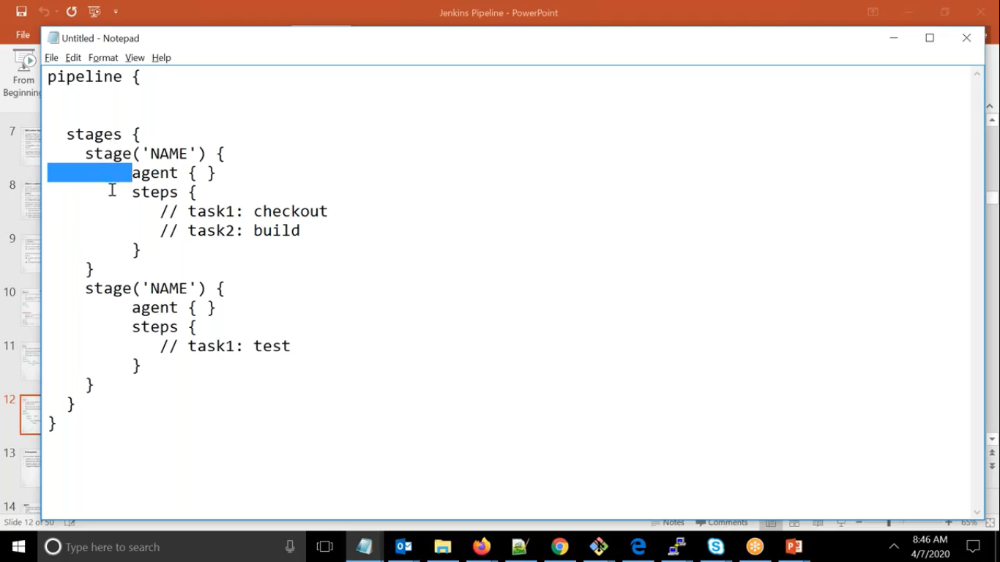 Jenkins Pipeline - PowerPoint
File
Untitled - Notepad
File Edit Format View Help
From
Beginning
pipeline {
stages {
stage('NAME') {
agent { }
steps {
// task1: checkout
// task2: build
}
}
stage('NAME') {
agent { }
steps {
// task1: test
}
}
}
}
7
8
9
10
11
12
13
14
Slide 12 of 50
Notes
Comments
65%
Type here to search
8:46 AM
4/7/2020